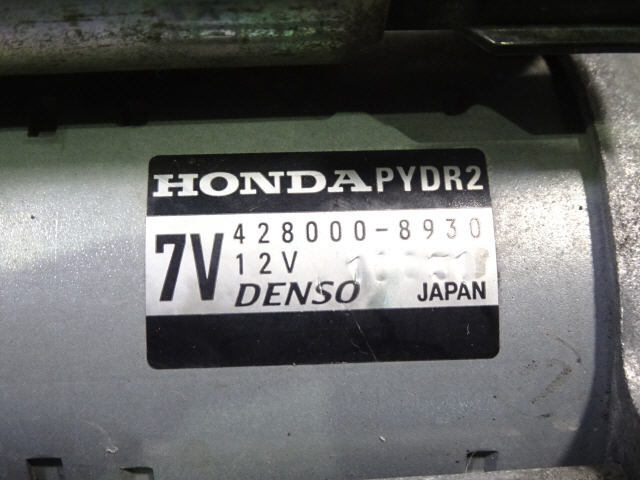 HONDA PYDR2
7V 428000-8930
12V
DENSO JAPAN